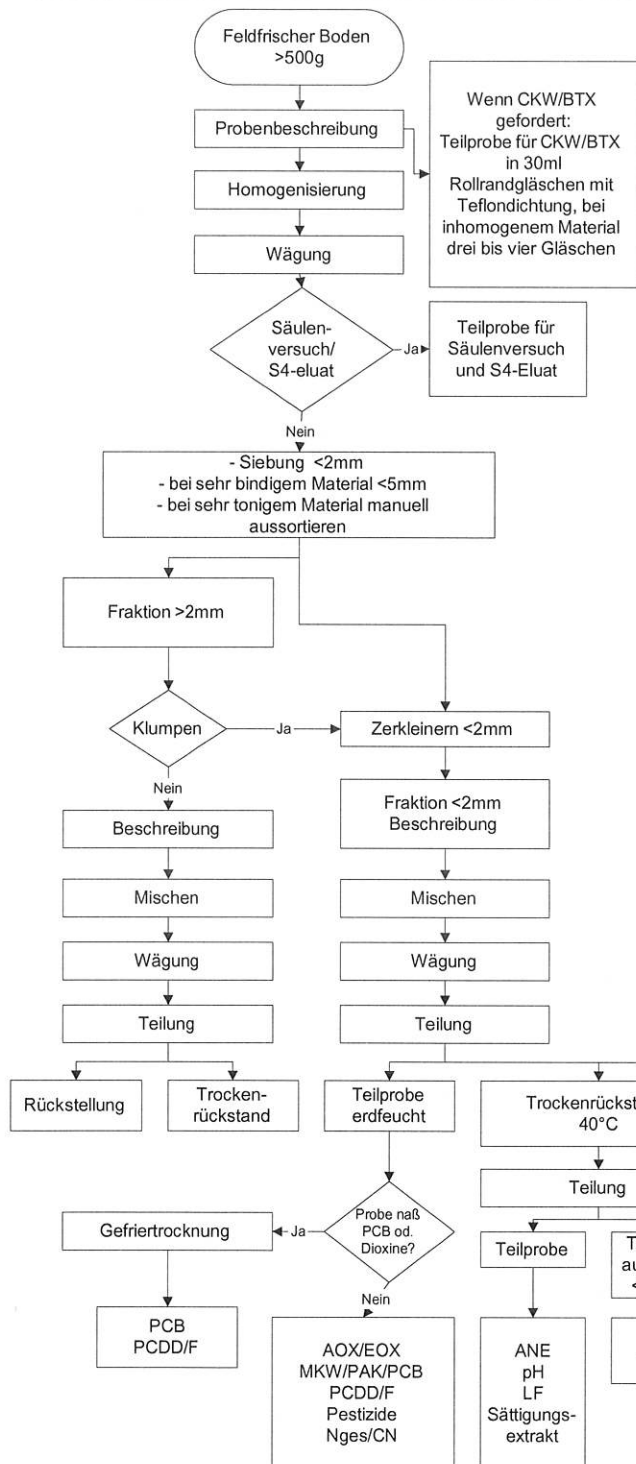 Feldfrischer Boden
>500g
Probenbeschreibung
Wenn CKW/BTX
gefordert:
Teilprobe für CKW/BTX
in 30ml
Rollrandgläschen mit
Teflondichtung, bei
inhomogenem Material
drei bis vier Gläschen
Homogenisierung
Wägung
Säulen-
versuch/
S4-eluat
Ja
Teilprobe für
Säulenversuch
und S4-Eluat
Nein
- Siebung <2mm
- bei sehr bindigem Material <5mm
- bei sehr tonigem Material manuell
aussortieren
Fraktion >2mm
Klumpen
Ja
Zerkleinern <2mm
Nein
Beschreibung
Fraktion <2mm
Beschreibung
Mischen
Mischen
Wägung
Wägung
Teilung
Teilung
Rückstellung
Trocken-
rückstand
Teilprobe
erdfeucht
Trockenrückst
40°C
Teilung
Gefriertrocknung
Ja
Probe naß
PCB od.
Dioxine?
Teilprobe
T
au
<
Nein
PCB
PCDD/F
AOX/EOX
MKW/PAK/PCB
PCDD/F
Pestizide
Nges/CN
ANE
pH
LF
Sättigungs-
extrakt